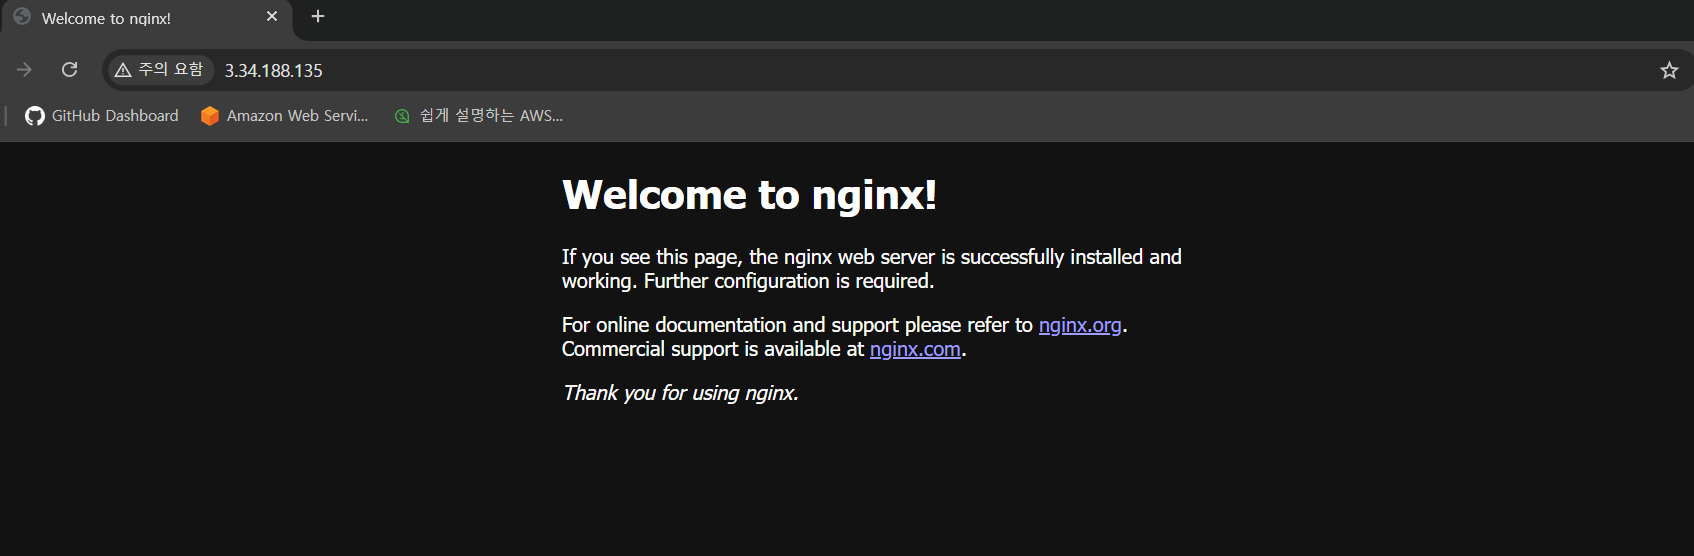 Welcome to nginx!
주의 요함 3.34.188.135
GitHub Dashboard Amazon Web Servi... 쉽게 설명하는 AWS...
Welcome to nginx!
If you see this page, the nginx web server is successfully installed and
working. Further configuration is required.
For online documentation and support please refer to nginx.org.
Commercial support is available at nginx.com.
Thank you for using nginx.